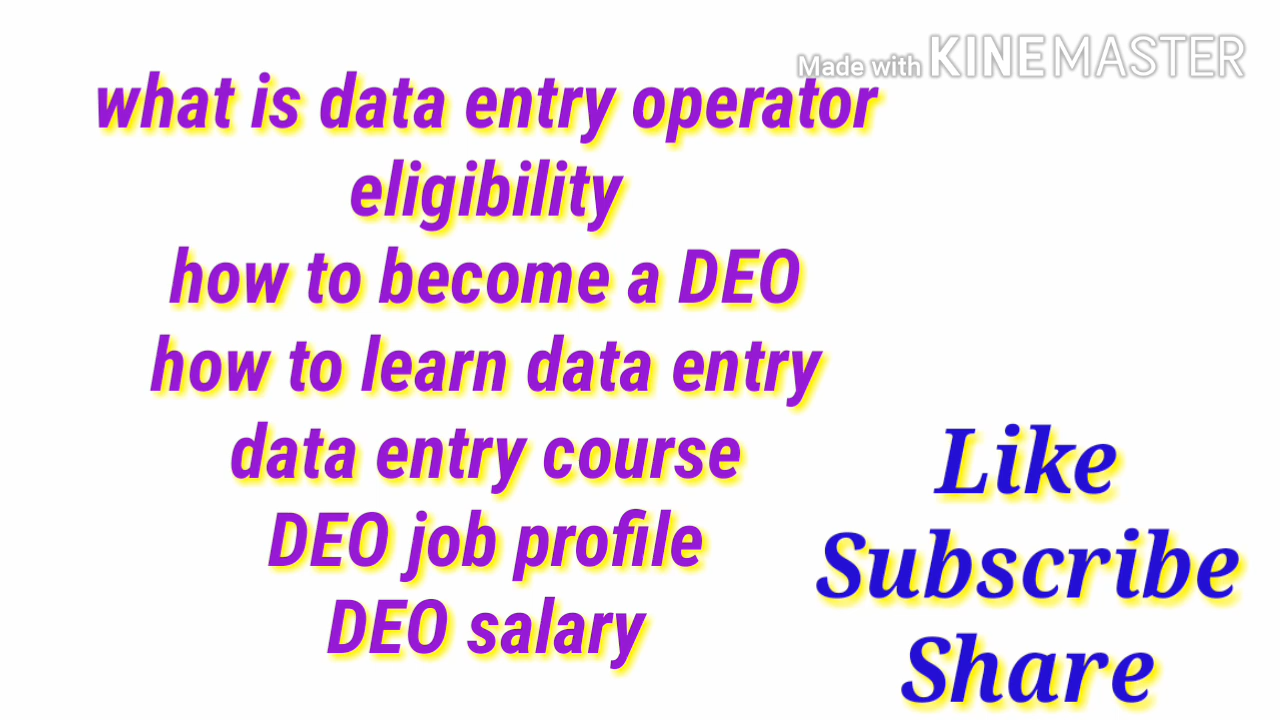 Made with KINEMASTER
what is data entry operator
eligibility
how to become a DEO
how to learn data entry
data entry course
DEO job profile
DEO salary
Like
Subscribe
Share